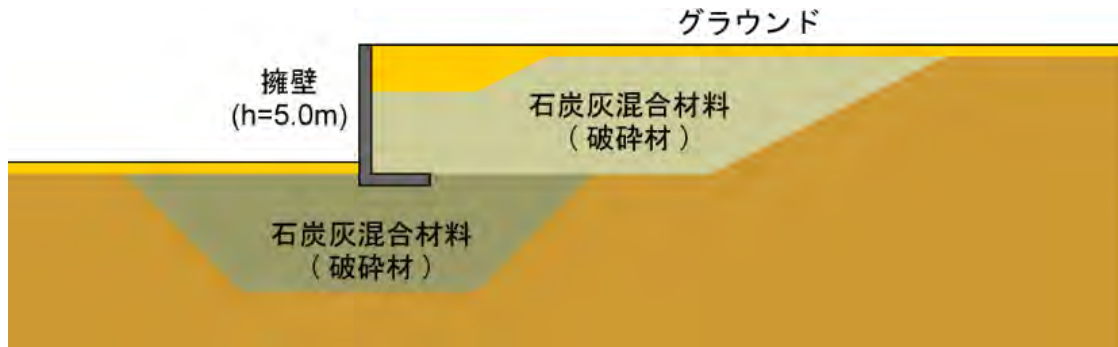 グラウンド
擁壁
(h=5.0m)
石炭灰混合材料
（破砕材）
石炭灰混合材料
（破砕材）